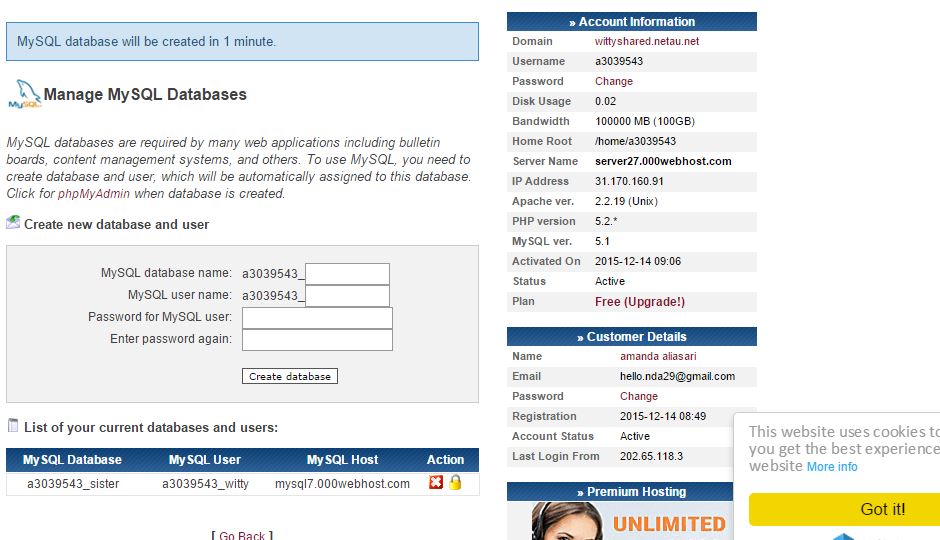 MySQL database will be created in 1 minute.
MySQL
Manage MySQL Databases
MySQL databases are required by many web applications including bulletin
boards, content management systems, and others. To use MySQL, you need to
create database and user, which will be automatically assigned to this database.
Click for phpMyAdmin when database is created.
Create new database and user
MySQL database name: a3039543_
MySQL user name: a3039543_
Password for MySQL user:
Enter password again:
Create database
List of your current databases and users:
MySQL Database MySQL User MySQL Host Action
a3039543_sister a3039543_witty mysql7.000webhost.com
[ Go Back ]
» Account Information
Domain wittyshared.netau.net
Username a3039543
Password Change
Disk Usage 0.02
Bandwidth 100000 MB (100GB)
Home Root /home/a3039543
Server Name server27.000webhost.com
IP Address 31.170.160.91
Apache ver. 2.2.19 (Unix)
PHP version 5.2.*
MySQL ver. 5.1
Activated On 2015-12-14 09:06
Status Active
Plan Free (Upgrade!)
» Customer Details
Name amanda aliasari
Email hello.nda29@gmail.com
Password Change
Registration 2015-12-14 08:49
Account Status Active
Last Login From 202.65.118.3
» Premium Hosting
UNLIMITED
This website uses cookies to
you get the best experience
website More info
Got it!